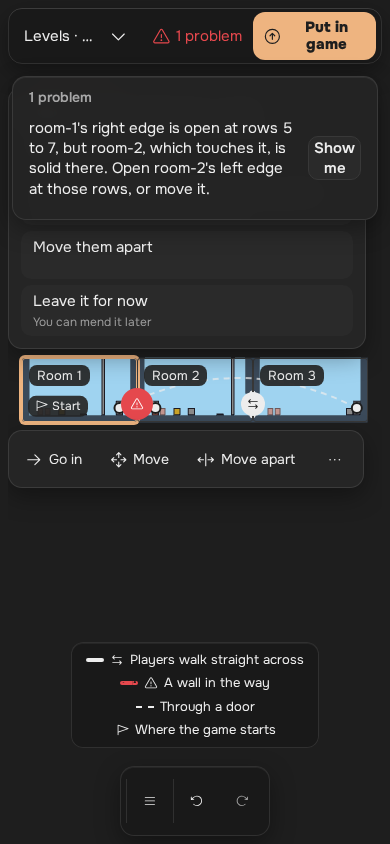 Levels · ...
1 problem
Put in game
1 problem
room-1's right edge is open at rows 5
to 7, but room-2, which touches it, is
solid there. Open room-2's left edge
at those rows, or move it.
Show me
Move them apart
Leave it for now
You can mend it later
Room 1
Room 2
Room 3
Start
Go in
Move
Move apart
...
Players walk straight across
A wall in the way
Through a door
Where the game starts